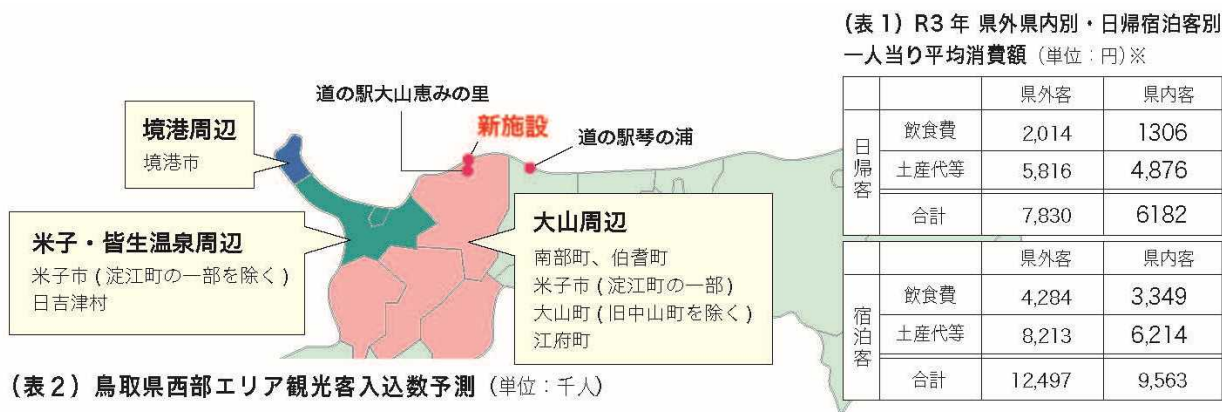 (表1) R3年 県外県内別・日帰宿泊客別
一人当り平均消費額 (単位：円)※
県外客 県内客
日帰客
飲食費 2,014 1306
土産代等 5,816 4,876
合計 7,830 6182
県外客 県内客
宿泊客
飲食費 4,284 3,349
土産代等 8,213 6,214
合計 12,497 9,563
道の駅大山恵みの里
新施設
道の駅琴の浦
境港周辺
境港市
米子・皆生温泉周辺
米子市 (淀江町の一部を除く)
日吉津村
大山周辺
南部町、伯耆町
米子市 (淀江町の一部)
大山町 (旧中山町を除く)
江府町
(表2) 鳥取県西部エリア観光客入込数予測 (単位：千人)